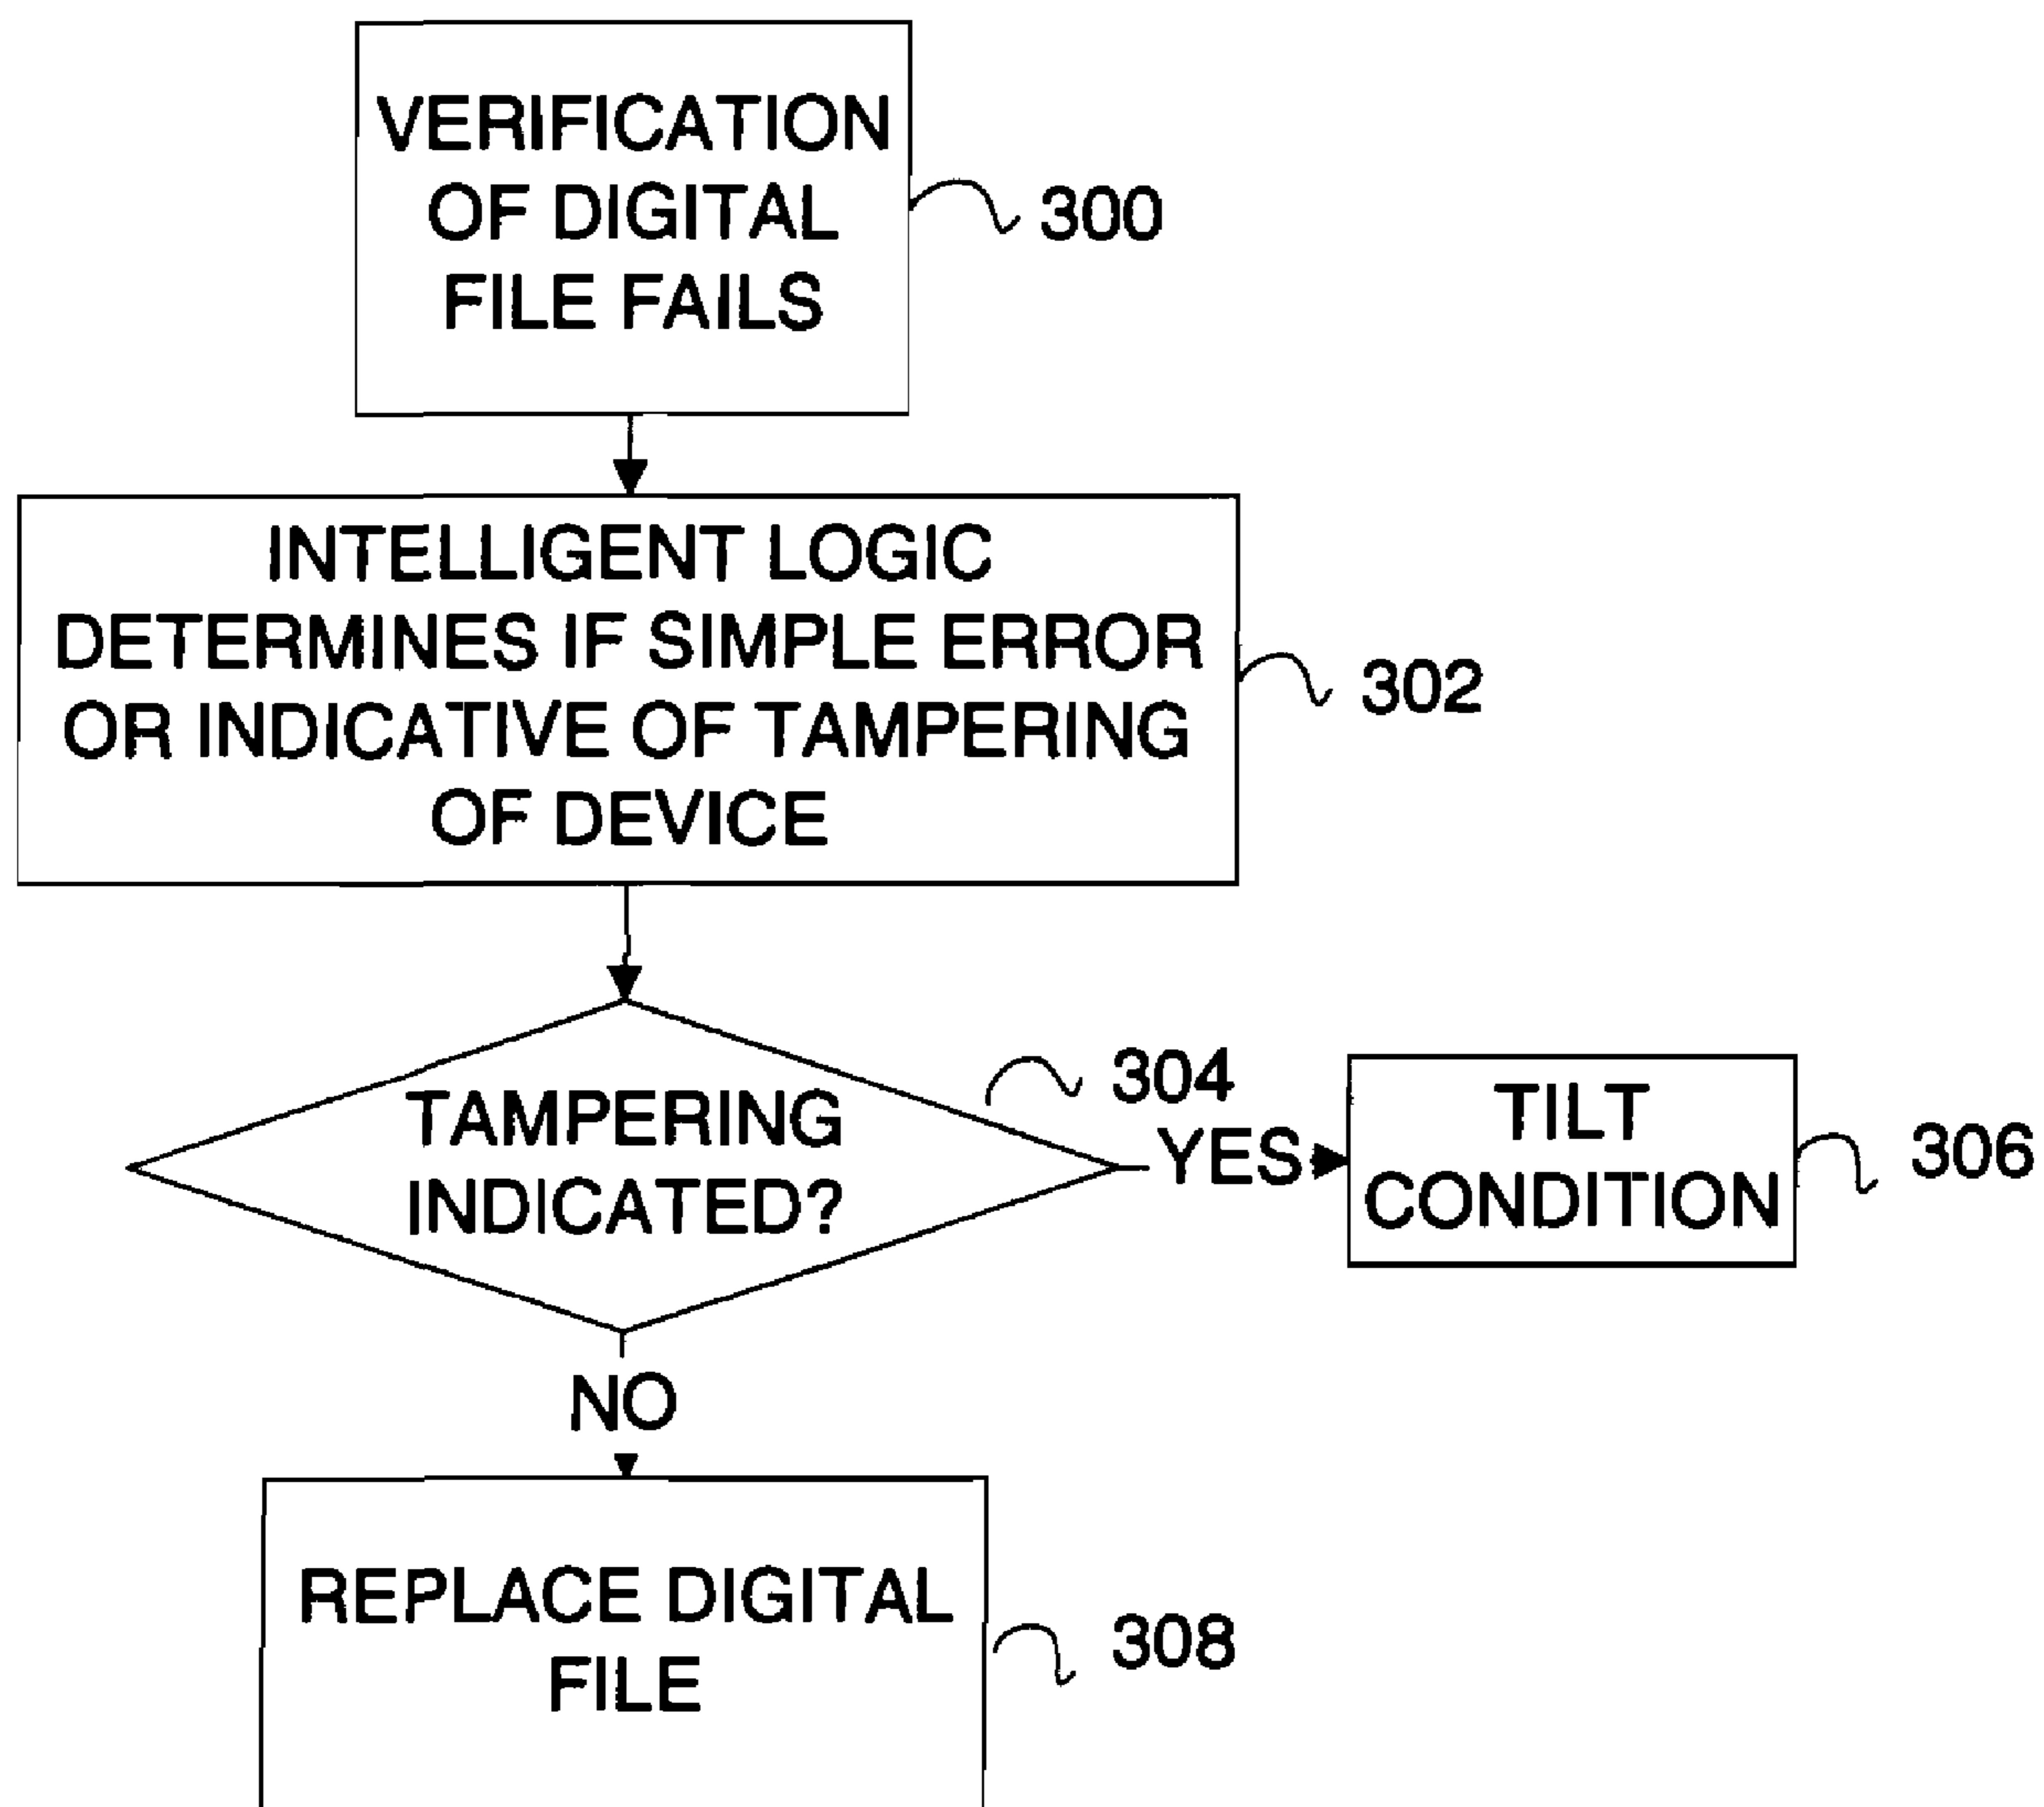 VERIFICATION
OF DIGITAL
FILE FAILS
300
INTELLIGENT LOGIC
DETERMINES IF SIMPLE ERROR
OR INDICATIVE OF TAMPERING
OF DEVICE
302
TAMPERING
INDICATED?
304
YES
TILT
CONDITION
306
NO
REPLACE DIGITAL
FILE
308